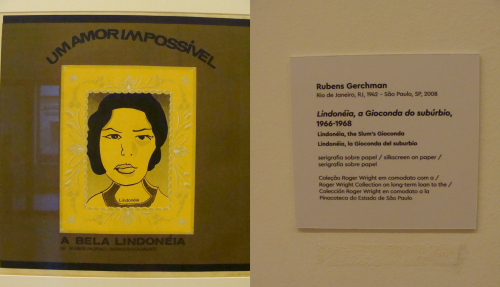 UM AMOR IMPOSSÍVEL
Lindonéia
A BELA LINDONÉIA
Rubens Gerchman
Rio de Janeiro, RJ, 1942 – São Paulo, SP, 2008
Lindonéia, a Gioconda do subúrbio,
1966-1968
Lindonéia, the Slum's Gioconda
Lindonéia, la Gioconda del suburbio
serigrafia sobre papel / silkscreen on paper /
serigrafía sobre papel
Coleção Roger Wright em comodato com a /
Roger Wright Collection on long-term loan to the /
Colección Roger Wright en comodato a la
Pinacoteca do Estado de São Paulo